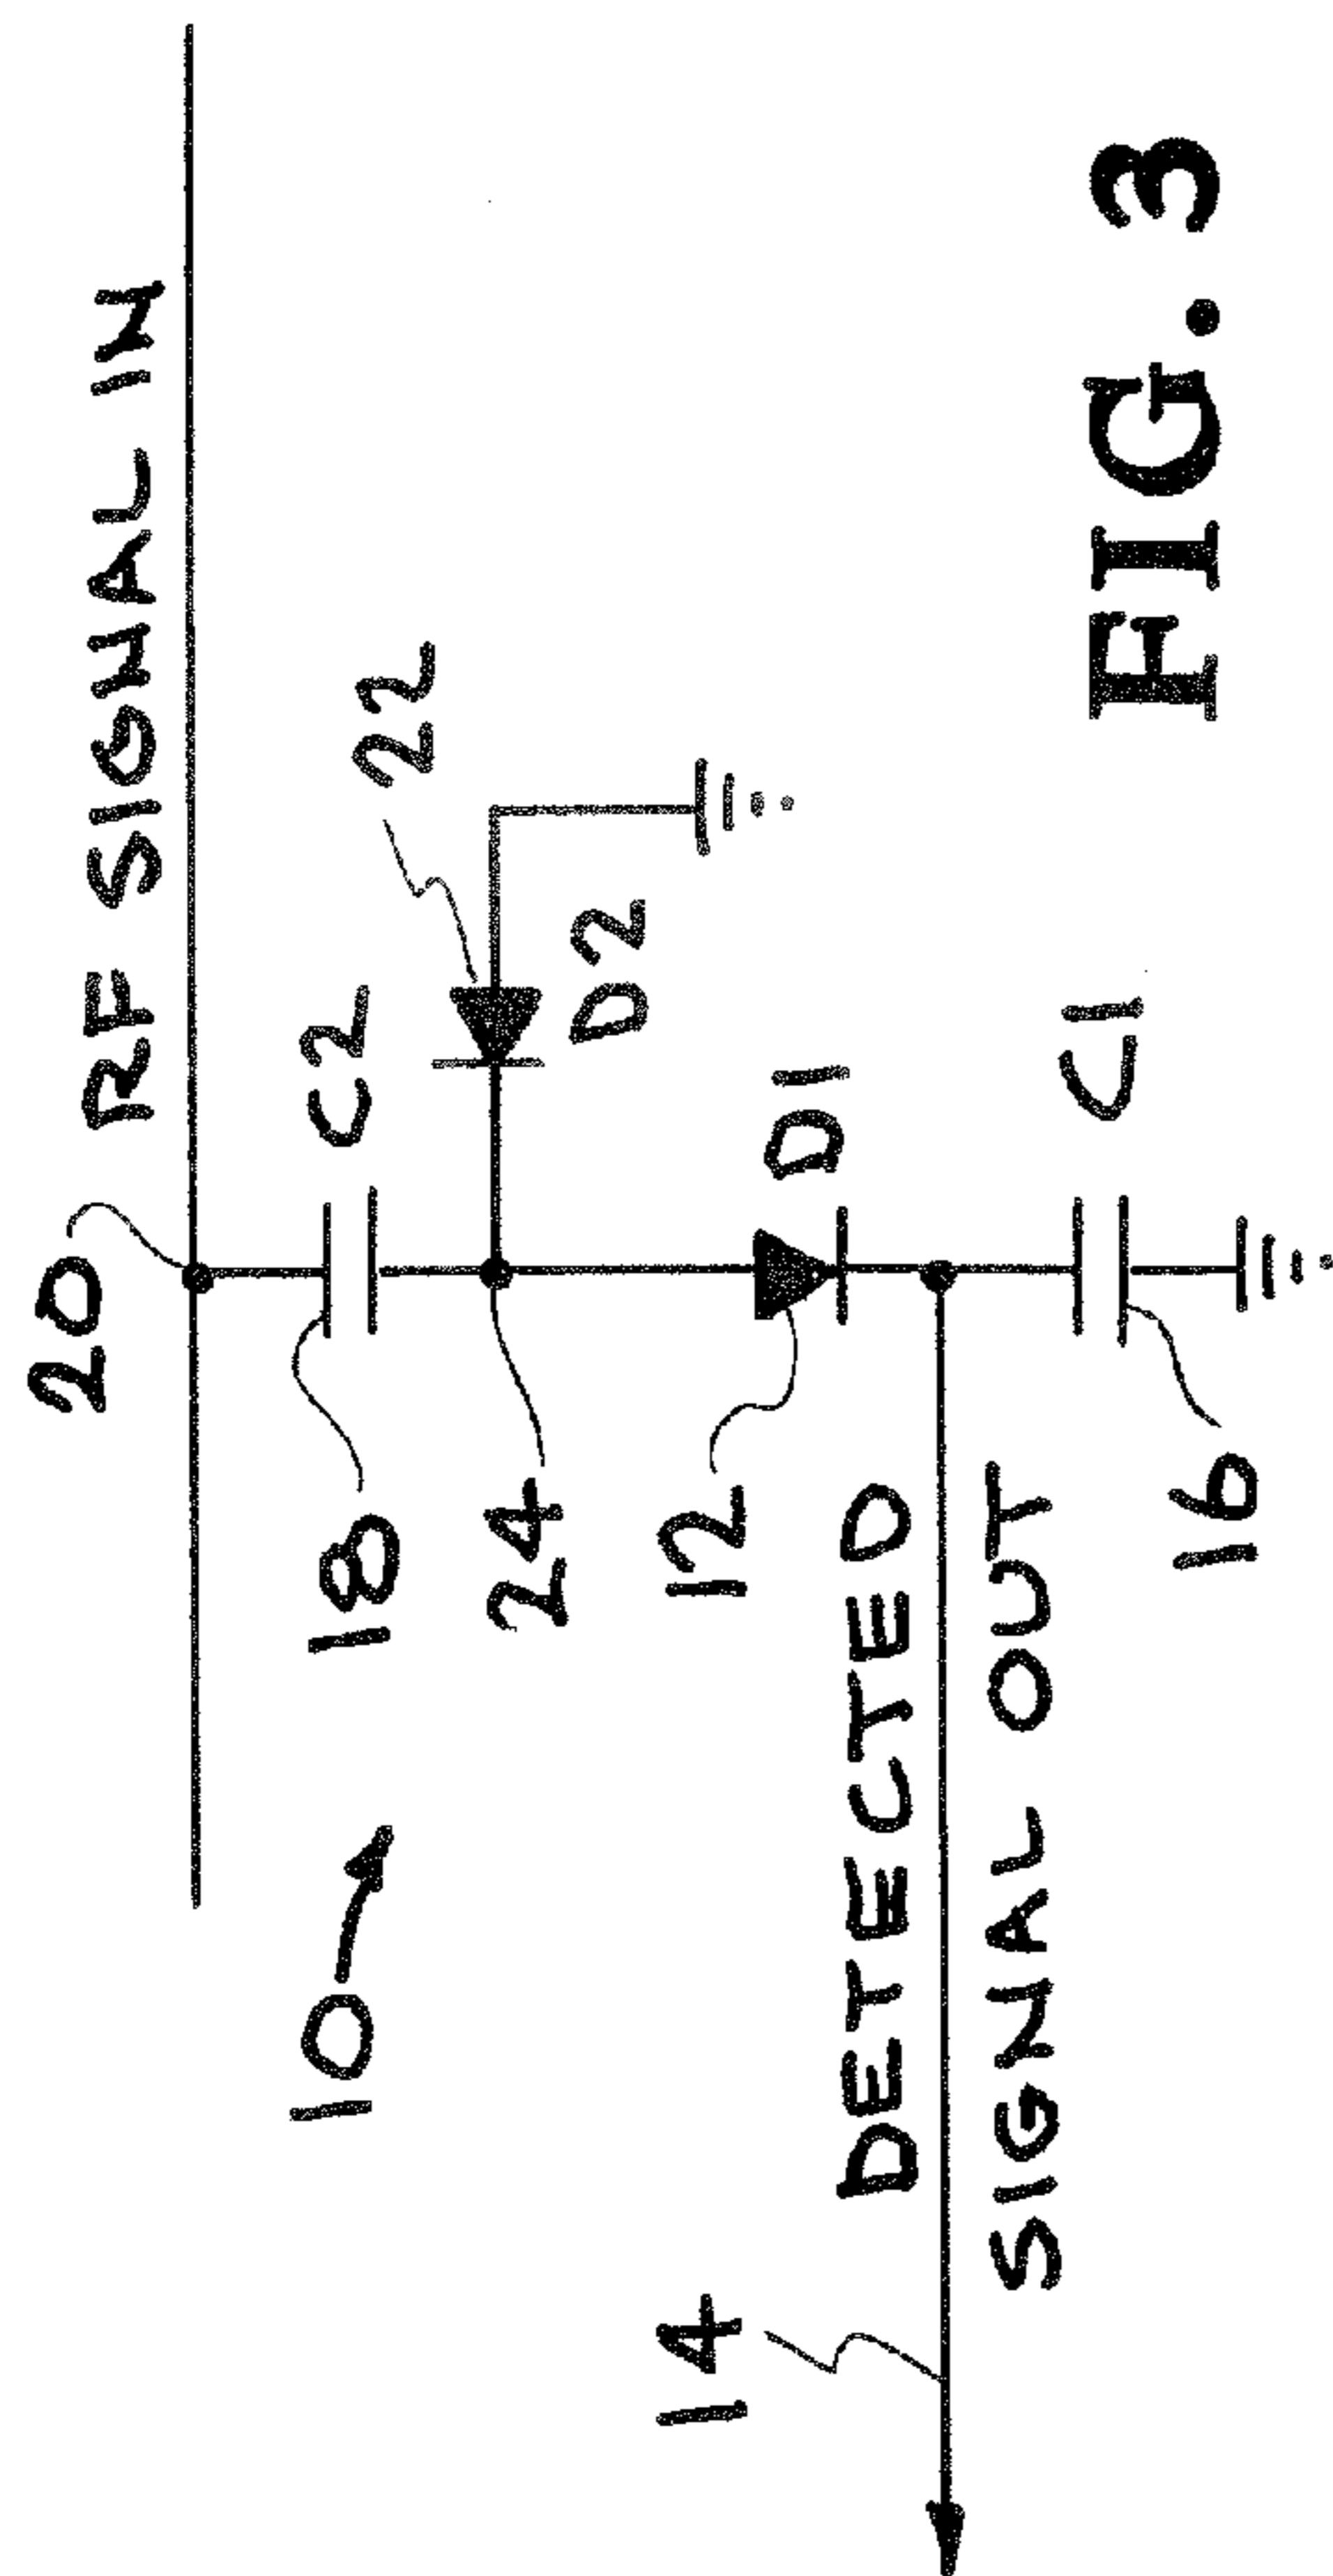 20
RF SIGNAL IN
10
18
C2
22
24
D2
14
12
D1
DETECTED
SIGNAL OUT
C1
16
FIG. 3